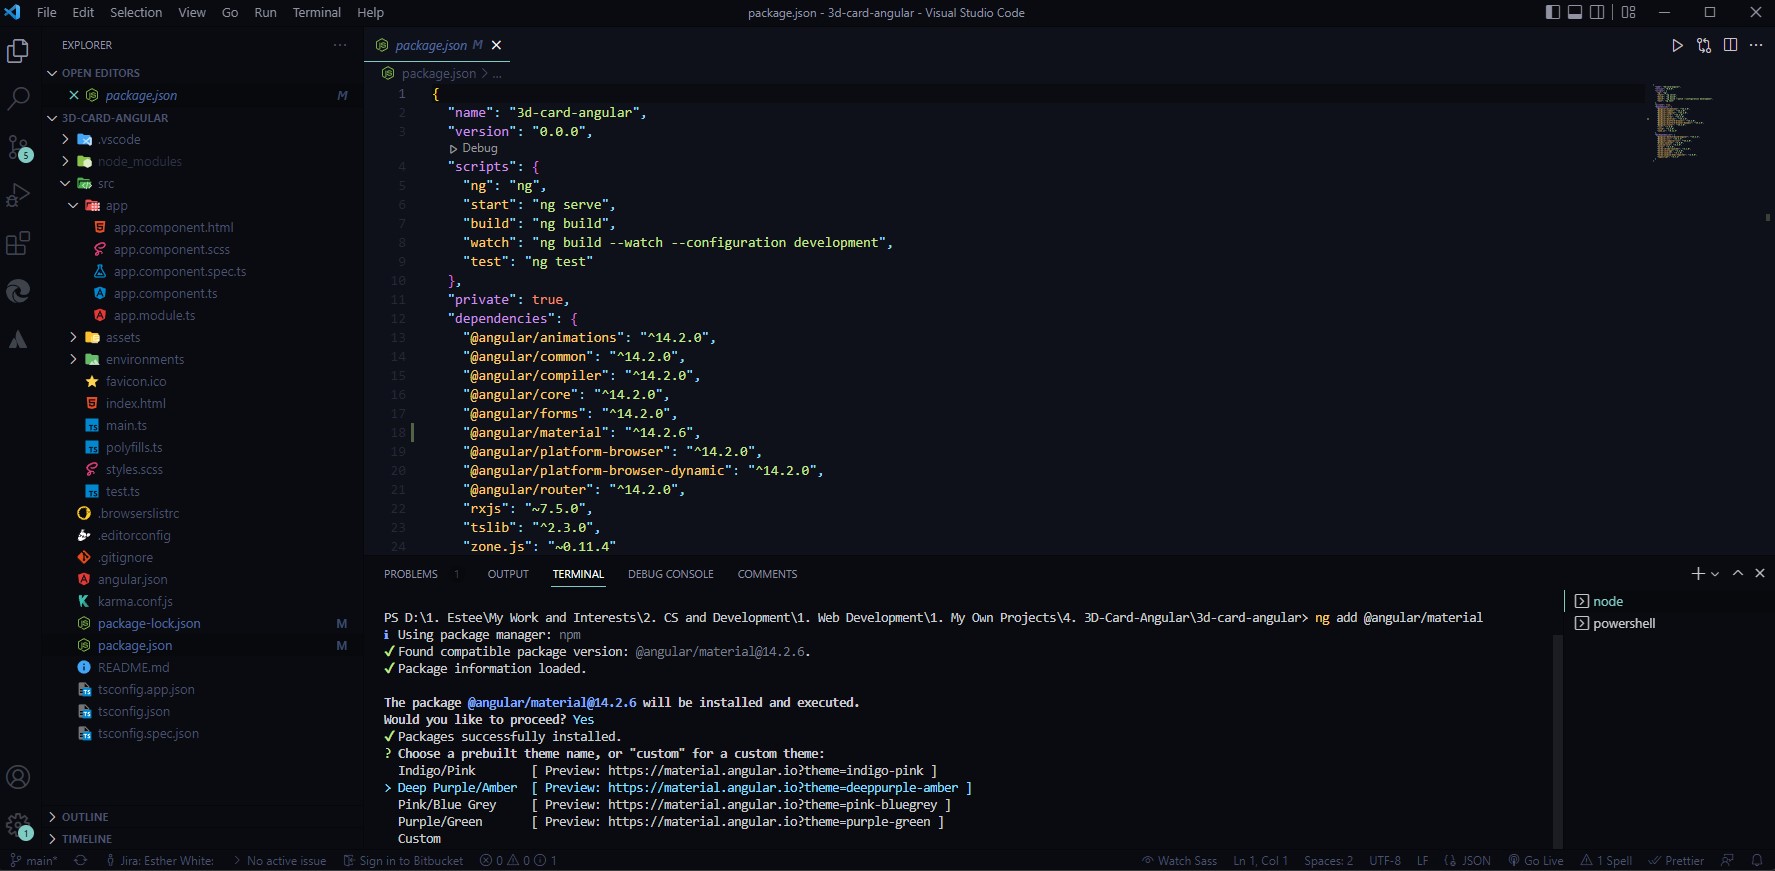 File Edit Selection View Go Run Terminal Help
package.json - 3d-card-angular - Visual Studio Code
EXPLORER
OPEN EDITORS
package.json M
3D-CARD-ANGULAR
.vscode
node_modules
src
app
app.component.html
app.component.scss
app.component.spec.ts
app.component.ts
app.module.ts
assets
environments
favicon.ico
index.html
main.ts
polyfills.ts
styles.scss
test.ts
.browserslistrc
.editorconfig
.gitignore
angular.json
karma.conf.js
package-lock.json M
package.json M
README.md
tsconfig.app.json
tsconfig.json
tsconfig.spec.json
OUTLINE
TIMELINE
5
1
package.json M
package.json > ...
1 {
2 "name": "3d-card-angular",
3 "version": "0.0.0",
Debug
4 "scripts": {
5 "ng": "ng",
6 "start": "ng serve",
7 "build": "ng build",
8 "watch": "ng build --watch --configuration development",
9 "test": "ng test"
10 },
11 "private": true,
12 "dependencies": {
13 "@angular/animations": "^14.2.0",
14 "@angular/common": "^14.2.0",
15 "@angular/compiler": "^14.2.0",
16 "@angular/core": "^14.2.0",
17 "@angular/forms": "^14.2.0",
18 "@angular/material": "^14.2.6",
19 "@angular/platform-browser": "^14.2.0",
20 "@angular/platform-browser-dynamic": "^14.2.0",
21 "@angular/router": "^14.2.0",
22 "rxjs": "~7.5.0",
23 "tslib": "^2.3.0",
24 "zone.js": "~0.11.4"
PROBLEMS 1 OUTPUT TERMINAL DEBUG CONSOLE COMMENTS
PS D:\1. Estee\My Work and Interests\2. CS and Development\1. Web Development\1. My Own Projects\4. 3D-Card-Angular\3d-card-angular> ng add @angular/material
i Using package manager: npm
✓ Found compatible package version: @angular/material@14.2.6.
✓ Package information loaded.
The package @angular/material@14.2.6 will be installed and executed.
Would you like to proceed? Yes
✓ Packages successfully installed.
? Choose a prebuilt theme name, or "custom" for a custom theme:
Indigo/Pink [ Preview: https://material.angular.io?theme=indigo-pink ]
> Deep Purple/Amber [ Preview: https://material.angular.io?theme=deeppurple-amber ]
Pink/Blue Grey [ Preview: https://material.angular.io?theme=pink-bluegrey ]
Purple/Green [ Preview: https://material.angular.io?theme=purple-green ]
Custom
node
powershell
main* Jira: Esther White: No active issue Sign in to Bitbucket 0 0 1 Watch Sass Ln 1, Col 1 Spaces: 2 UTF-8 LF {} JSON Go Live 1 Spell Prettier